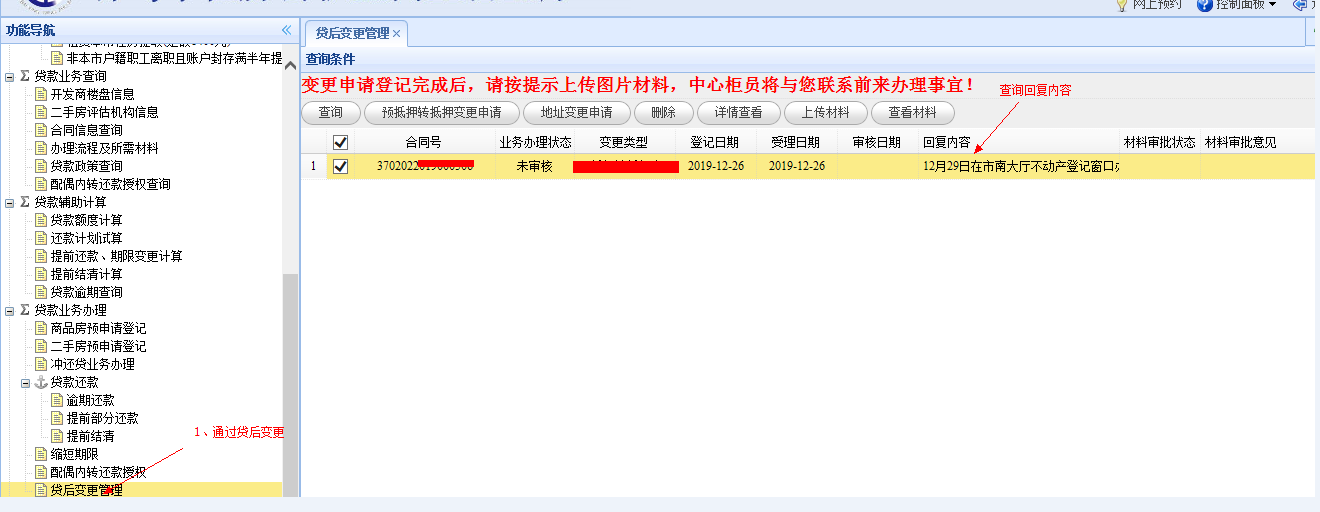 网上预约 控制面板
功能导航
贷后变更管理
非本市户籍职工离职且账户封存满半年提
查询条件
变更申请登记完成后，请按提示上传图片材料，中心柜员将与您联系前来办理事宜！
查询回复内容
查询 预抵押转抵押变更申请 地址变更申请 删除 详情查看 上传材料 查看材料
合同号 业务办理状态 变更类型 登记日期 受理日期 审核日期 回复内容 材料审批状态 材料审批意见
1 3702022 未审核 2019-12-26 2019-12-26 12月29日在市南大厅不动产登记窗口
贷款业务查询
开发商楼盘信息
二手房评估机构信息
合同信息查询
办理流程及所需材料
贷款政策查询
配偶内转还款授权查询
贷款辅助计算
贷款额度计算
还款计划试算
提前还款、期限变更计算
提前结清计算
贷款逾期查询
贷款业务办理
商品房预申请登记
二手房预申请登记
冲还贷业务办理
贷款还款
逾期还款
提前部分还款
提前结清
1、通过贷后变更
缩短期限
配偶内转还款授权
贷后变更管理